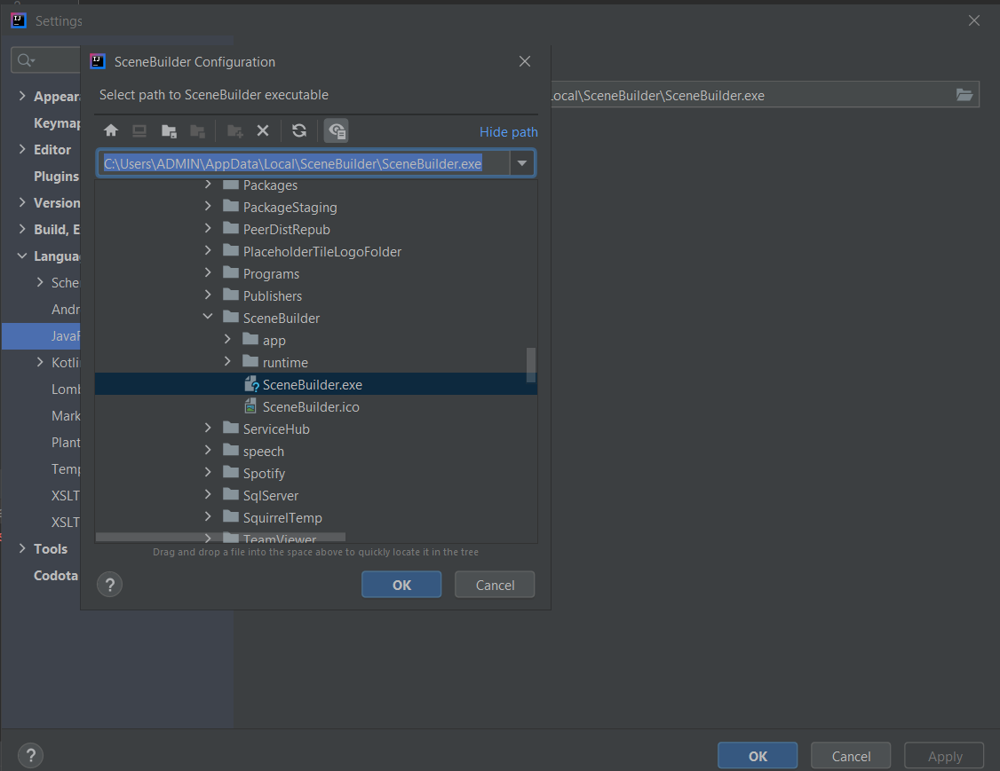 Settings
SceneBuilder Configuration
Select path to SceneBuilder executable
Local\SceneBuilder\SceneBuilder.exe
Hide path
C:\Users\ADMIN\AppData\Local\SceneBuilder\SceneBuilder.exe
Appear
Keymap
Editor
Plugins
Version
Build, E
Langua
Sche
Andr
JavaF
Kotli
Lomb
Mark
Plant
Temp
XSLT
XSLT
Tools
Codota
Packages
PackageStaging
PeerDistRepub
PlaceholderTileLogoFolder
Programs
Publishers
SceneBuilder
app
runtime
SceneBuilder.exe
SceneBuilder.ico
ServiceHub
speech
Spotify
SqlServer
SquirrelTemp
TeamViewer
Drag and drop a file into the space above to quickly locate it in the tree
?
OK
Cancel
?
OK
Cancel
Apply